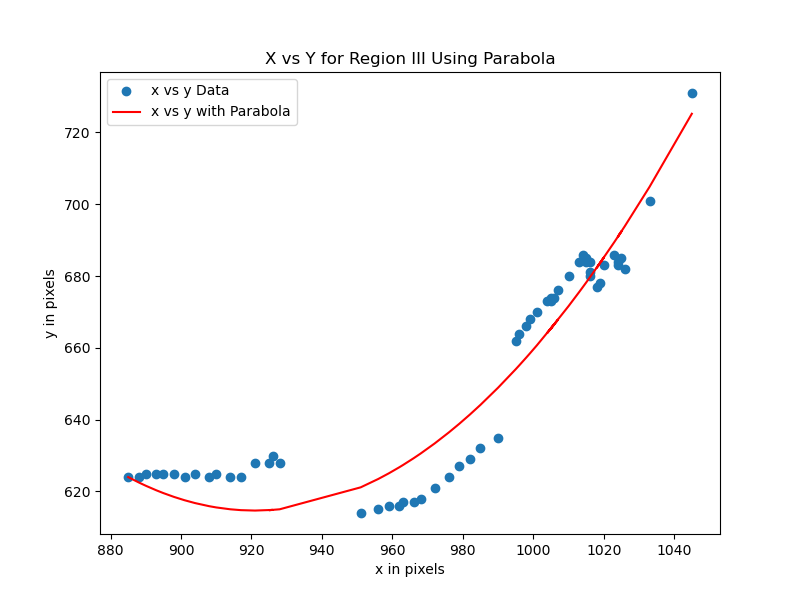 X vs Y for Region III Using Parabola
x vs y Data
x vs y with Parabola
y in pixels
720
700
680
660
640
620
880 900 920 940 960 980 1000 1020 1040
x in pixels